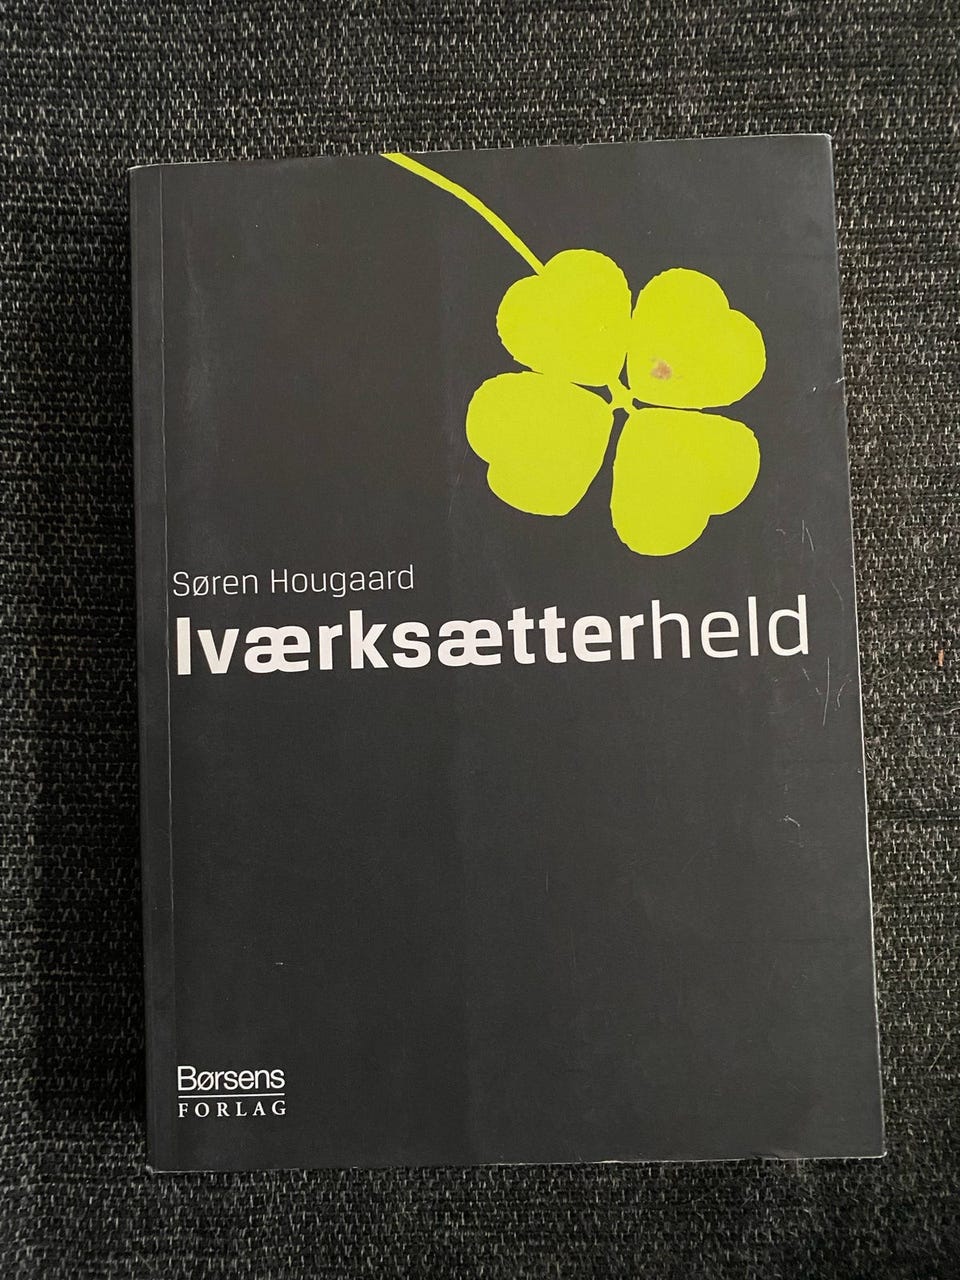 Søren Hougaard
Iværksætterheld
Børsens
FORLAG